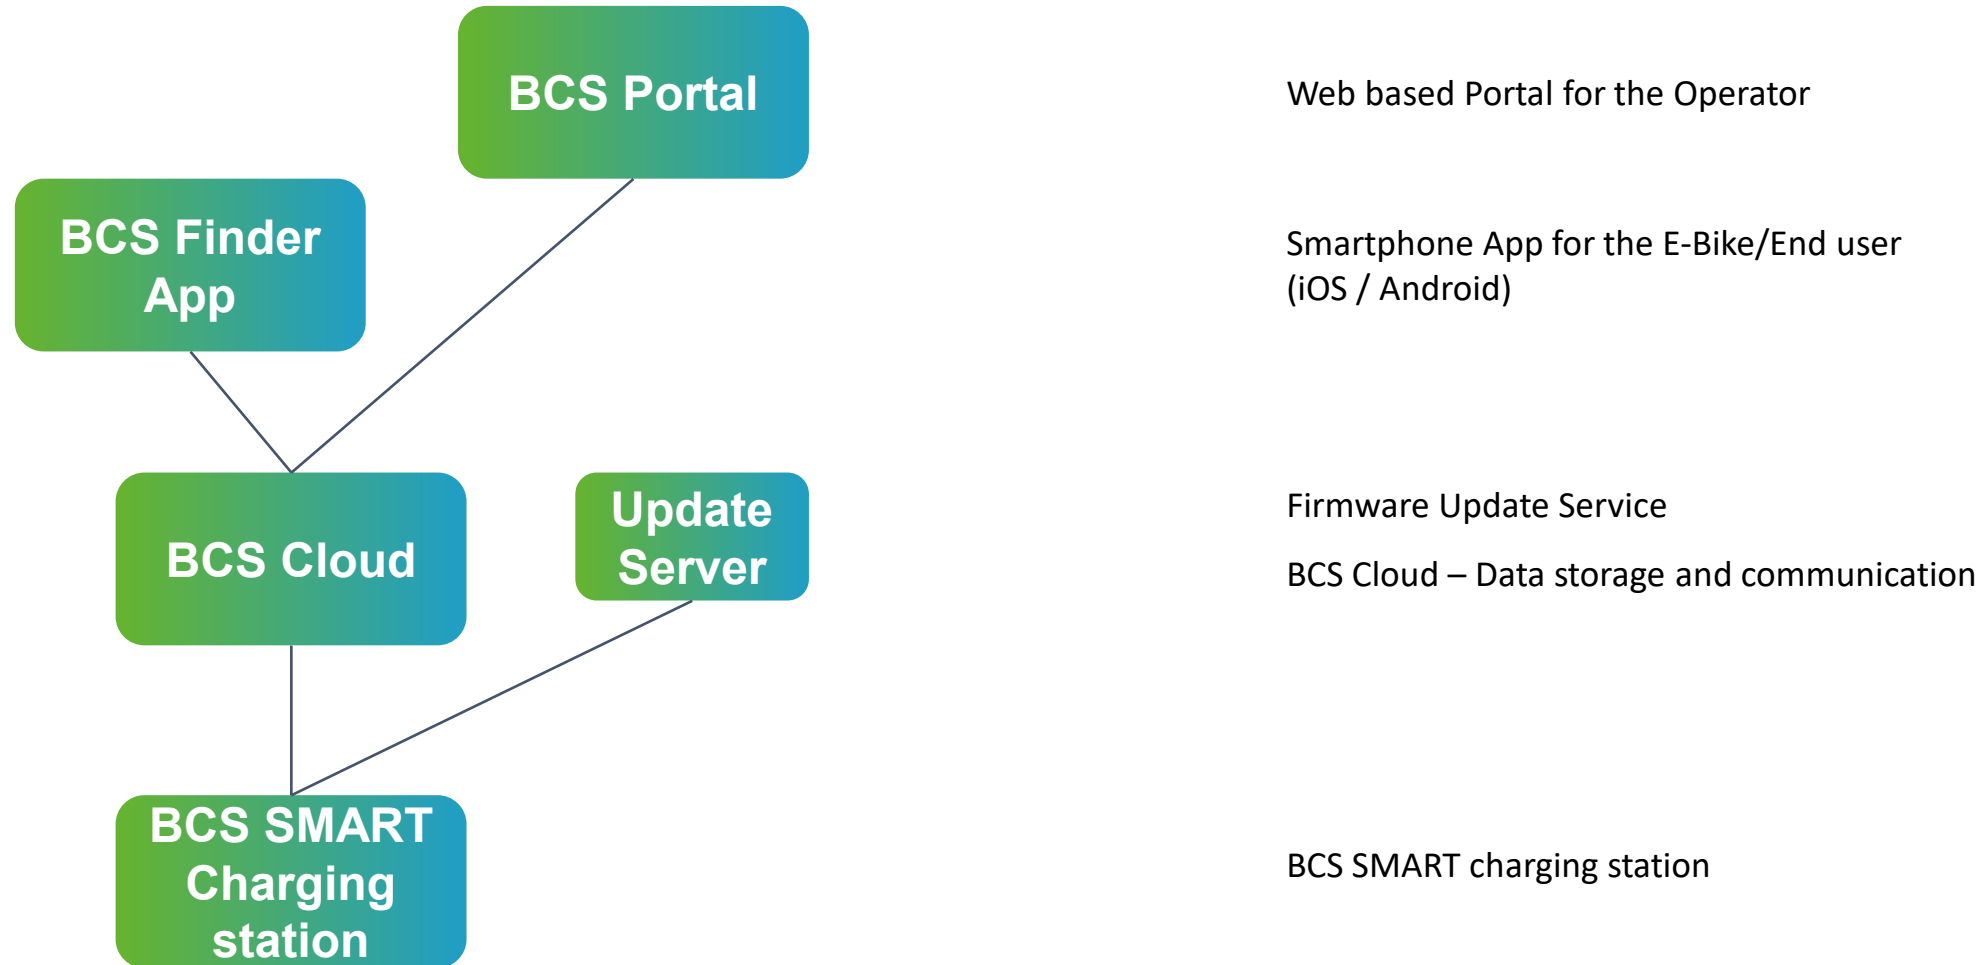 BCS Portal
Web based Portal for the Operator
BCS Finder
App
Smartphone App for the E-Bike/End user
(iOS / Android)
BCS Cloud
Update
Server
Firmware Update Service
BCS Cloud – Data storage and communication
BCS SMART
Charging
station
BCS SMART charging station